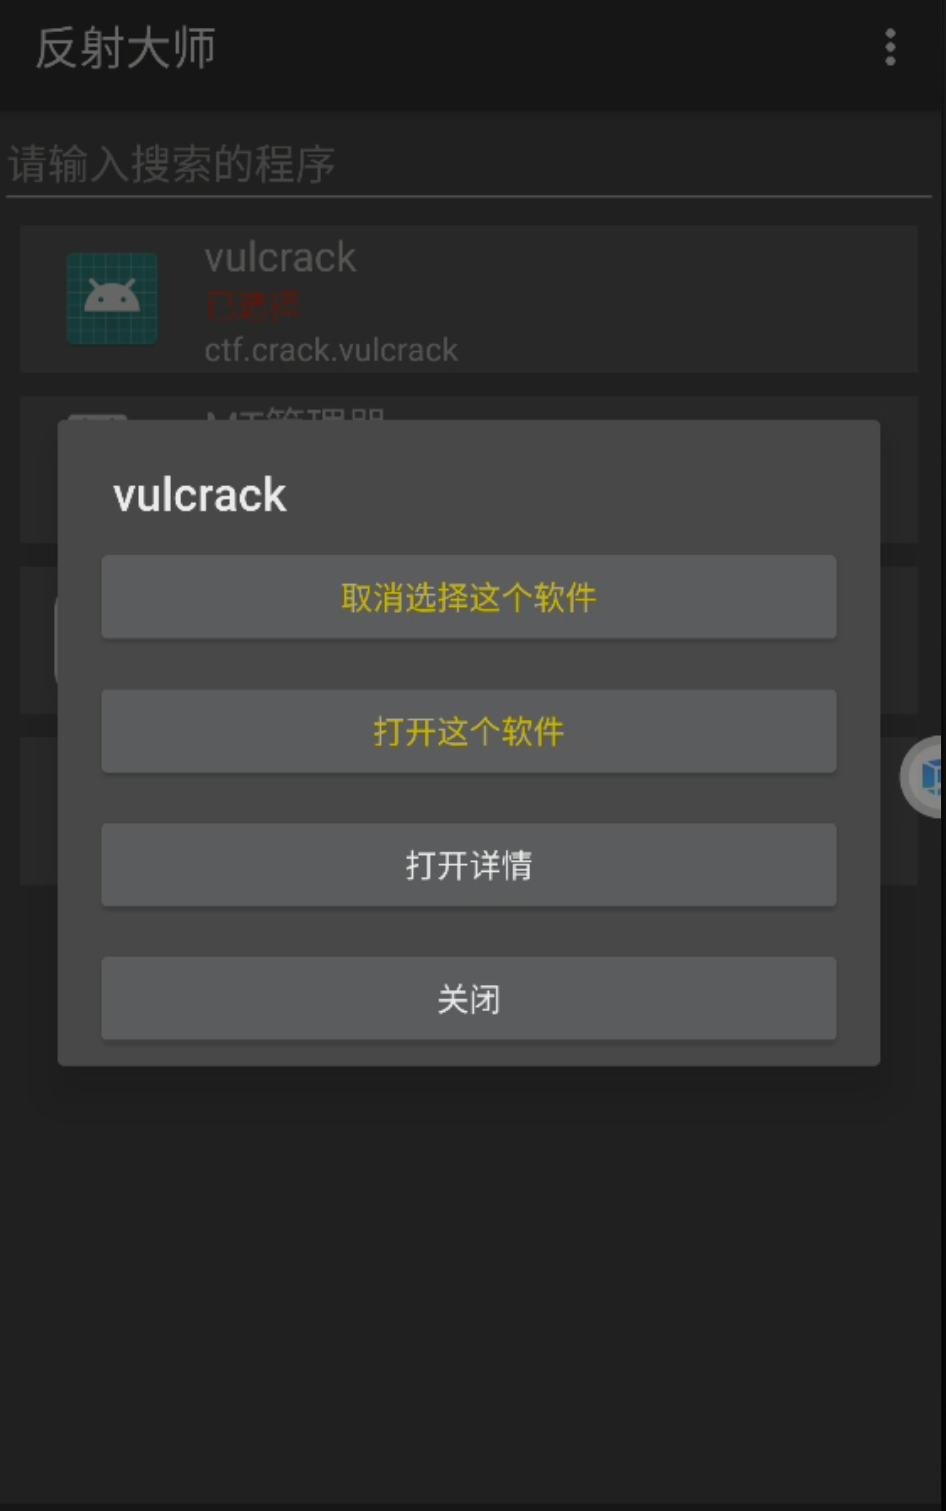 反射大师
请输入搜索的程序
vulcrack
已选择
ctf.crack.vulcrack
MT管理器
vulcrack
取消选择这个软件
打开这个软件
打开详情
关闭